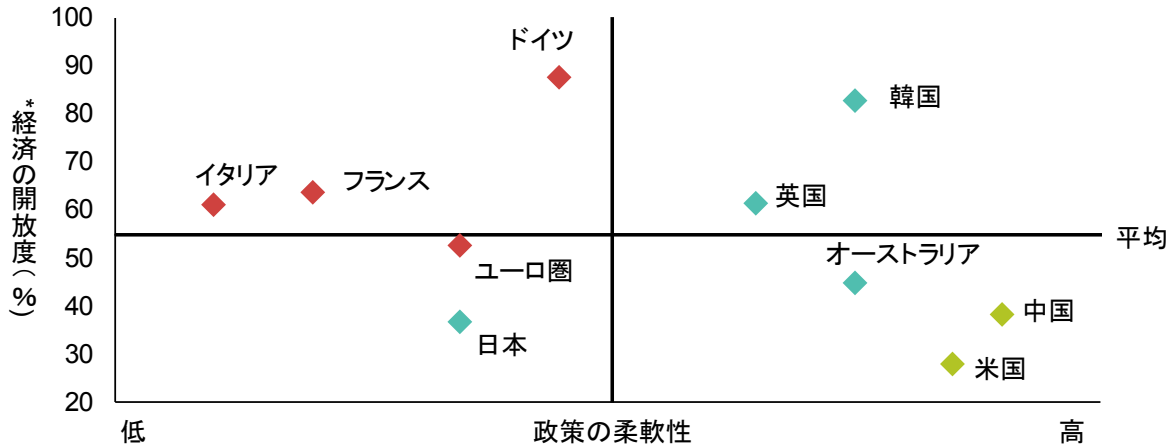 100
90
80
70
60
50
40
30
20
*経済の開放度(%)
ドイツ
韓国
イタリア
フランス
英国
平均
オーストラリア
ユーロ圏
中国
日本
米国
低
政策の柔軟性
高